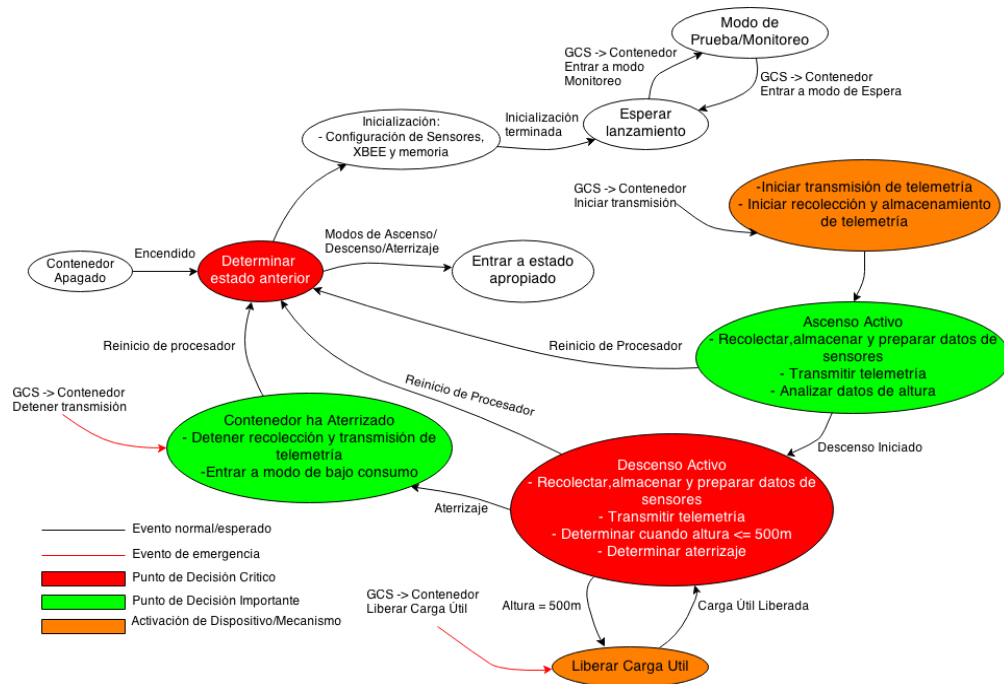 Modo de
Prueba/Monitoreo
GCS -> Contenedor
Entrar a modo
Monitoreo
GCS -> Contenedor
Entrar a modo de Espera
Esperar
lanzamiento
Inicialización
terminada
Inicialización:
- Configuración de Sensores,
XBEE y memoria
GCS -> Contenedor
Iniciar transmisión
-Iniciar transmisión de telemetría
- Iniciar recolección y almacenamiento
de telemetría
Contenedor
Apagado
Encendido
Determinar
estado anterior
Modos de Ascenso/
Descenso/Aterrizaje
Entrar a estado
apropiado
Ascenso Activo
- Recolectar,almacenar y preparar datos de
sensores
- Transmitir telemetría
- Analizar datos de altura
Reinicio de Procesador
Reinicio de procesador
Reinicio de Procesador
GCS -> Contenedor
Detener transmisión
Contenedor ha Aterrizado
- Detener recolección y transmisión de
telemetría
-Entrar a modo de bajo consumo
Descenso Iniciado
Descenso Activo
- Recolectar,almacenar y preparar datos de
sensores
- Transmitir telemetría
- Determinar cuando altura <= 500m
- Determinar aterrizaje
Aterrizaje
Evento normal/esperado
Evento de emergencia
Punto de Decisión Crítico
Punto de Decisión Importante
Activación de Dispositivo/Mecanismo
GCS -> Contenedor
Liberar Carga Útil
Altura = 500m
Carga Útil Liberada
Liberar Carga Util